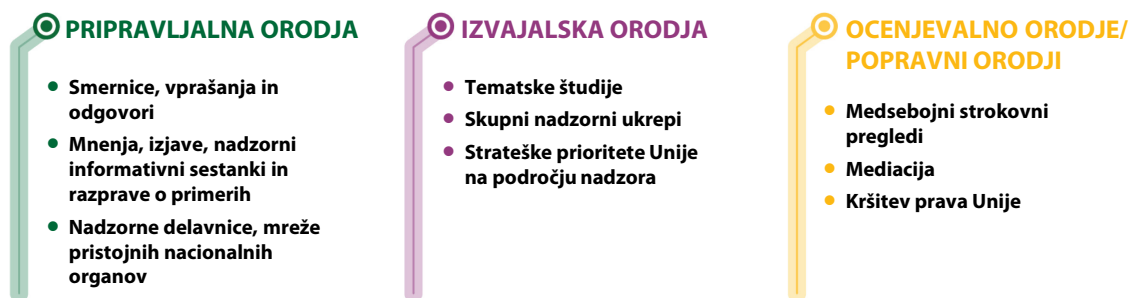 PRIPRAVLJALNA ORODJA
Smernice, vprašanja in
odgovori
Mnenja, izjave, nadzorni
informativni sestanki in
razprave o primerih
Nadzorne delavnice, mreže
pristojnih nacionalnih
organov
IZVAJALSKA ORODJA
Tematske študije
Skupni nadzorni ukrepi
Strateške prioritete Unije
na področju nadzora
OCENJEVALNO ORODJE/
POPRAVNI ORODJI
Medsebojni strokovni
pregledi
Mediacija
Kršitev prava Unije